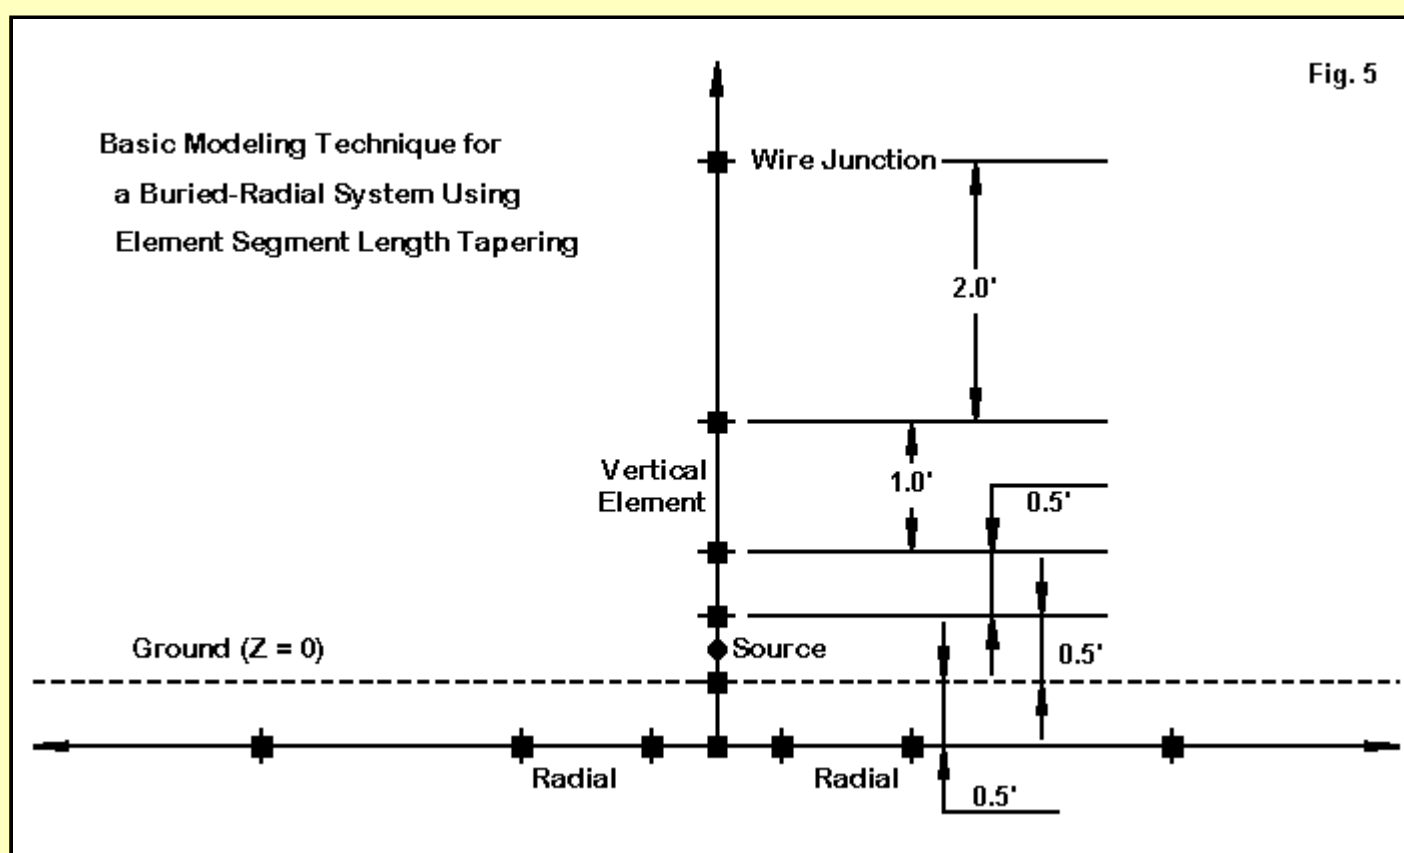 Fig. 5
Basic Modeling Technique for
a Buried-Radial System Using
Element Segment Length Tapering
Wire Junction
2.0'
Vertical
Element
1.0'
0.5'
Ground (Z = 0)
Source
0.5'
Radial
Radial
0.5'